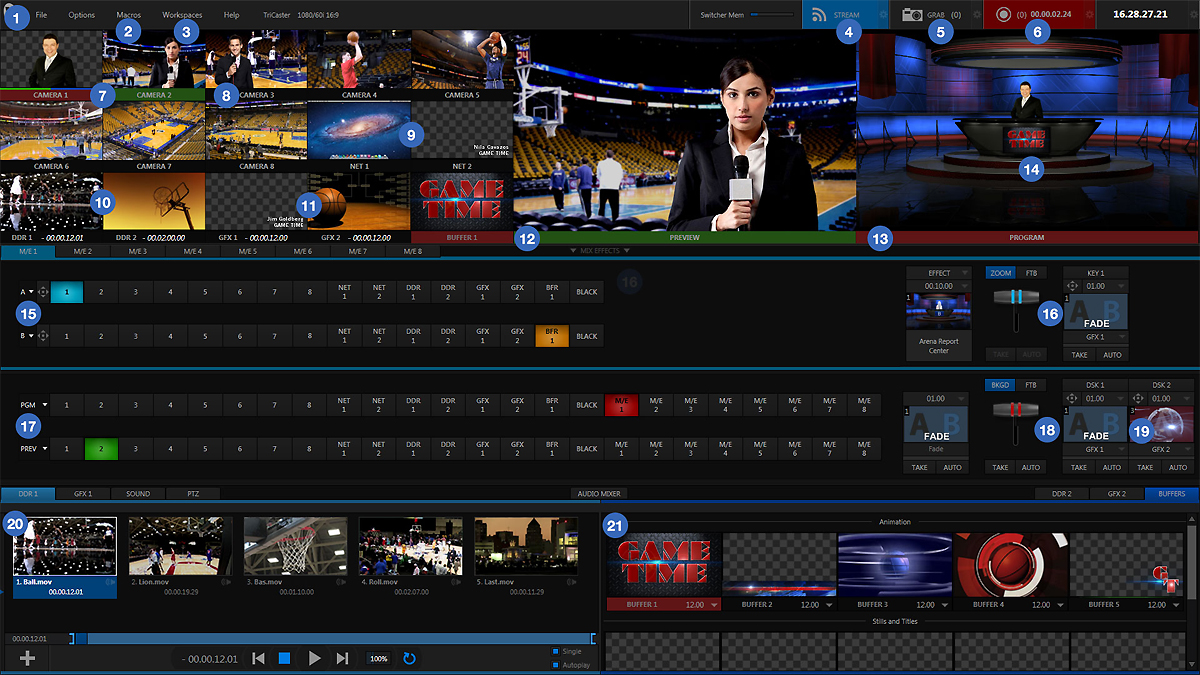 1 File Options Macros Workspaces Help TriCaster 1080/60i 16:9 Switcher Mem STREAM GRAB (0) (0) 00.00.02.24 16.28.27.21
2 3 4 5 6
CAMERA 1 7 CAMERA 2 8 CAMERA 3 CAMERA 4 CAMERA 5
9
Nila Cavazos
GAME TIME
CAMERA 6 CAMERA 7 CAMERA 8 NET 1 NET 2
GAME TIME
14
10 11
Jim Goldberg
GAME TIME
GAME
TIME
DDR 1 - 00.00.12.01 DDR 2 - 00.02.00.00 GFX 1 - 00.00.12.00 GFX 2 - 00.00.12.00 BUFFER 1 12 PREVIEW 13 PROGRAM
M/E 1 M/E 2 M/E 3 M/E 4 M/E 5 M/E 6 M/E 7 M/E 8 MIX EFFECTS
16
A 1 2 3 4 5 6 7 8 NET 1 NET 2 DDR 1 DDR 2 GFX 1 GFX 2 BFR 1 BLACK
15
B 1 2 3 4 5 6 7 8 NET 1 NET 2 DDR 1 DDR 2 GFX 1 GFX 2 BFR 1 BLACK
EFFECT ZOOM FTB KEY 1
00.10.00 01.00
1 16 1 A B
FADE
GFX 1
Arena Report
Center
TAKE AUTO TAKE AUTO
PGM 1 2 3 4 5 6 7 8 NET 1 NET 2 DDR 1 DDR 2 GFX 1 GFX 2 BFR 1 BLACK M/E 1 M/E 2 M/E 3 M/E 4 M/E 5 M/E 6 M/E 7 M/E 8
17
PREV 1 2 3 4 5 6 7 8 NET 1 NET 2 DDR 1 DDR 2 GFX 1 GFX 2 BFR 1 BLACK M/E 1 M/E 2 M/E 3 M/E 4 M/E 5 M/E 6 M/E 7 M/E 8
BKGD FTB DSK 1 DSK 2
01.00 01.00 01.00
1 A B 18 1 A B 3 19
FADE FADE
Fade GFX 1 GFX 2
TAKE AUTO TAKE AUTO TAKE AUTO TAKE AUTO
DDR 1 GFX 1 SOUND PTZ AUDIO MIXER DDR 2 GFX 2 BUFFERS
20
1. Ball.mov 2. Lion.mov 3. Bas.mov 4. Roll.mov 5. Last.mov
00.00.12.01 00.00.19.29 00.01.10.00 00.02.07.00 00.00.11.29
00.00.12.01
- 00.00.12.01 100% Single
Autoplay
21 Animation
GAME
TIME
BUFFER 1 12.00 BUFFER 2 12.00 BUFFER 3 12.00 BUFFER 4 12.00 BUFFER 5 12.00
Stills and Titles